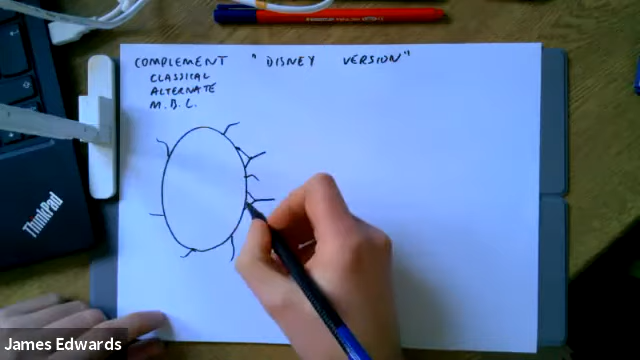 COMPLEMENT "DISNEY VERSION"
CLASSICAL
ALTERNATE
M.B.L.
ThinkPad
James Edwards